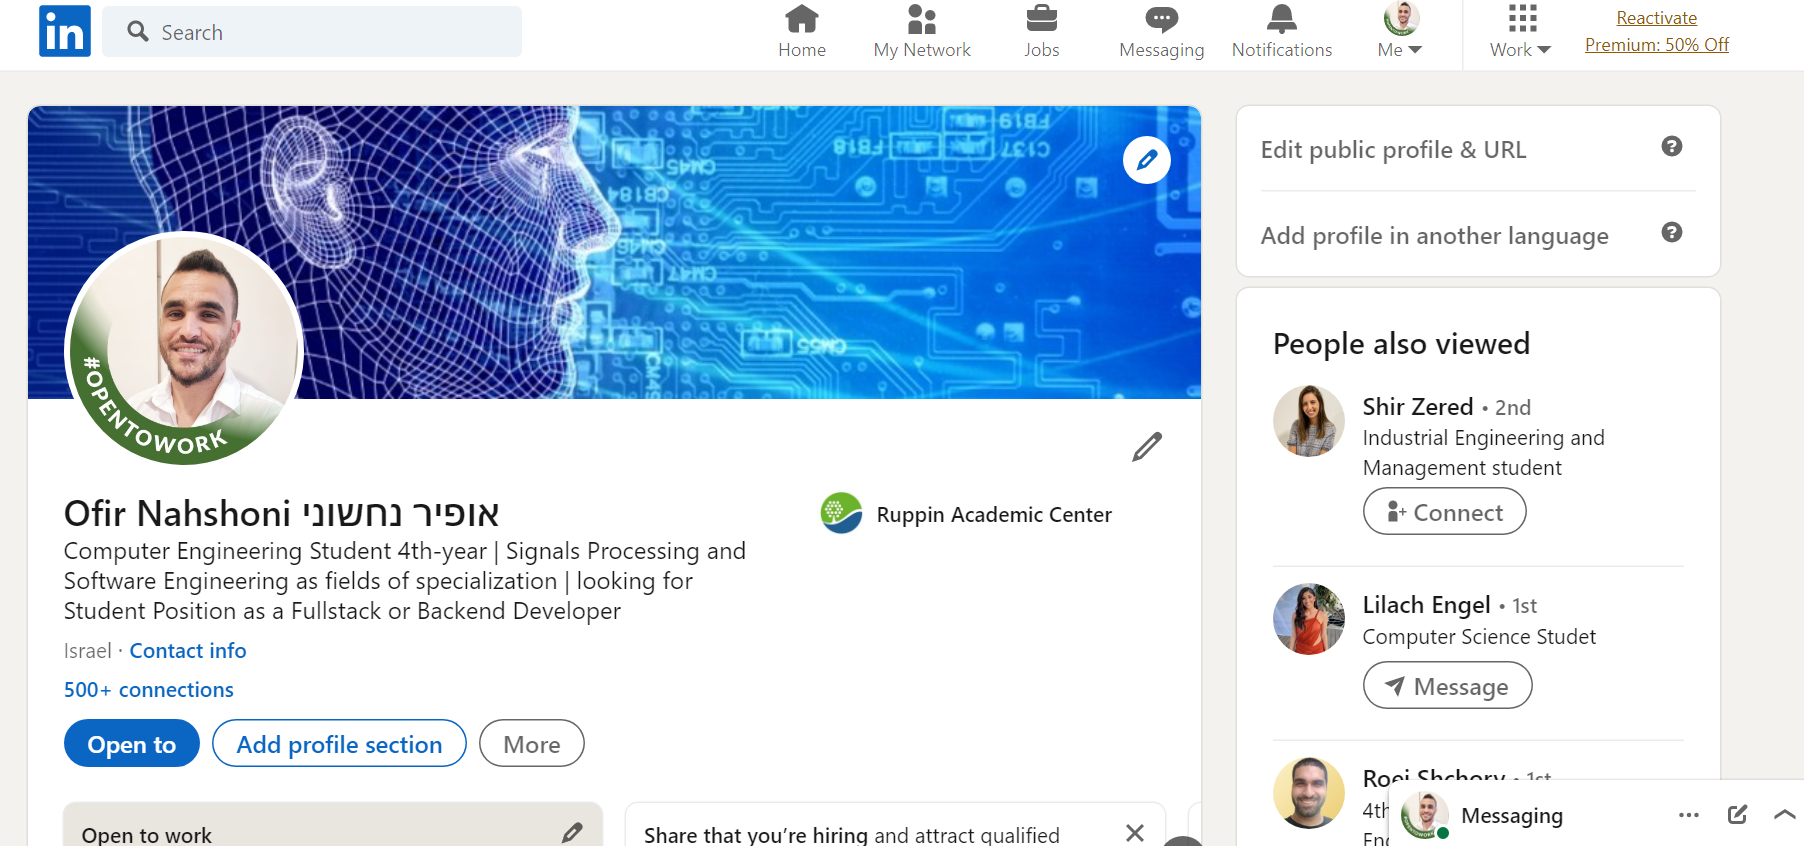 in
Search
Home
My Network
Jobs
Messaging
Notifications
Me
Work
Reactivate
Premium: 50% Off
#OPENTOWORK
Ofir Nahshoni אופיר נחשוני
Computer Engineering Student 4th-year | Signals Processing and
Software Engineering as fields of specialization | looking for
Student Position as a Fullstack or Backend Developer
Israel · Contact info
500+ connections
Open to
Add profile section
More
Ruppin Academic Center
Open to work
Share that you’re hiring and attract qualified
Edit public profile & URL
Add profile in another language
People also viewed
Shir Zered • 2nd
Industrial Engineering and
Management student
Connect
Lilach Engel • 1st
Computer Science Studet
Message
Roei Shchory • 1st
4th
Messaging